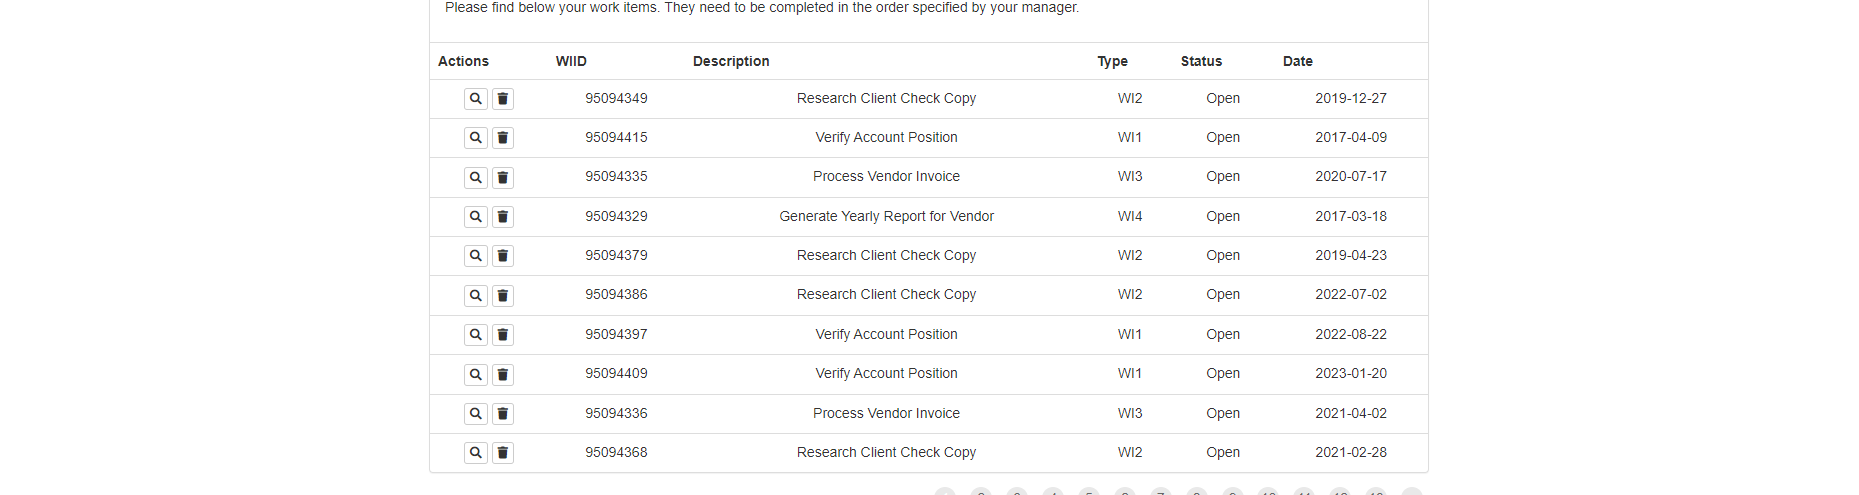 Please find below your work items. They need to be completed in the order specified by your manager.
Actions WIID Description Type Status Date
95094349 Research Client Check Copy WI2 Open 2019-12-27
95094415 Verify Account Position WI1 Open 2017-04-09
95094335 Process Vendor Invoice WI3 Open 2020-07-17
95094329 Generate Yearly Report for Vendor WI4 Open 2017-03-18
95094379 Research Client Check Copy WI2 Open 2019-04-23
95094386 Research Client Check Copy WI2 Open 2022-07-02
95094397 Verify Account Position WI1 Open 2022-08-22
95094409 Verify Account Position WI1 Open 2023-01-20
95094336 Process Vendor Invoice WI3 Open 2021-04-02
95094368 Research Client Check Copy WI2 Open 2021-02-28